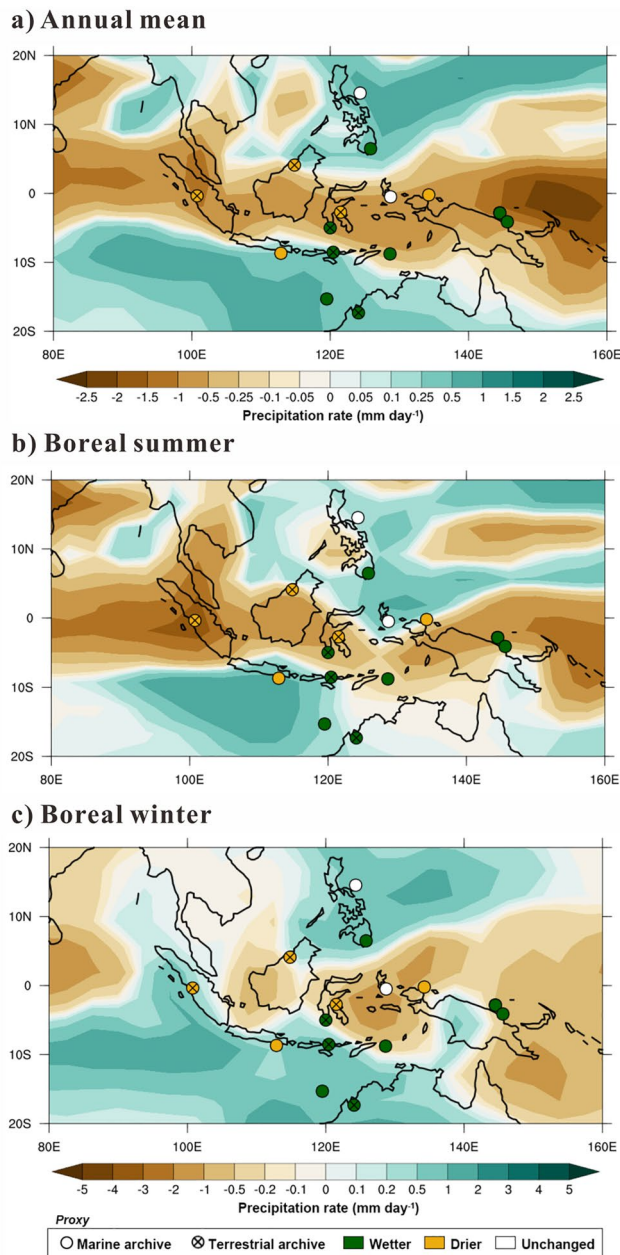 a) Annual mean
20N
10N
0
10S
20S
80E 100E 120E 140E 160E
-2.5 -2 -1.5 -1 -0.5 -0.25 -0.1 -0.05 0 0.05 0.1 0.25 0.5 1 2 2.5
Precipitation rate (mm day⁻¹)
b) Boreal summer
20N
10N
0
10S
20S
80E 100E 120E 140E 160E
c) Boreal winter
20N
10N
0
10S
20S
80E 100E 120E 140E 160E
-5 -4 -3 -2 -1 -0.5 -0.2 -0.1 0 0.1 0.2 0.5 1 2 4 5
Precipitation rate (mm day⁻¹)
Proxy
Marine archive Terrestrial archive Wetter Drier Unchanged